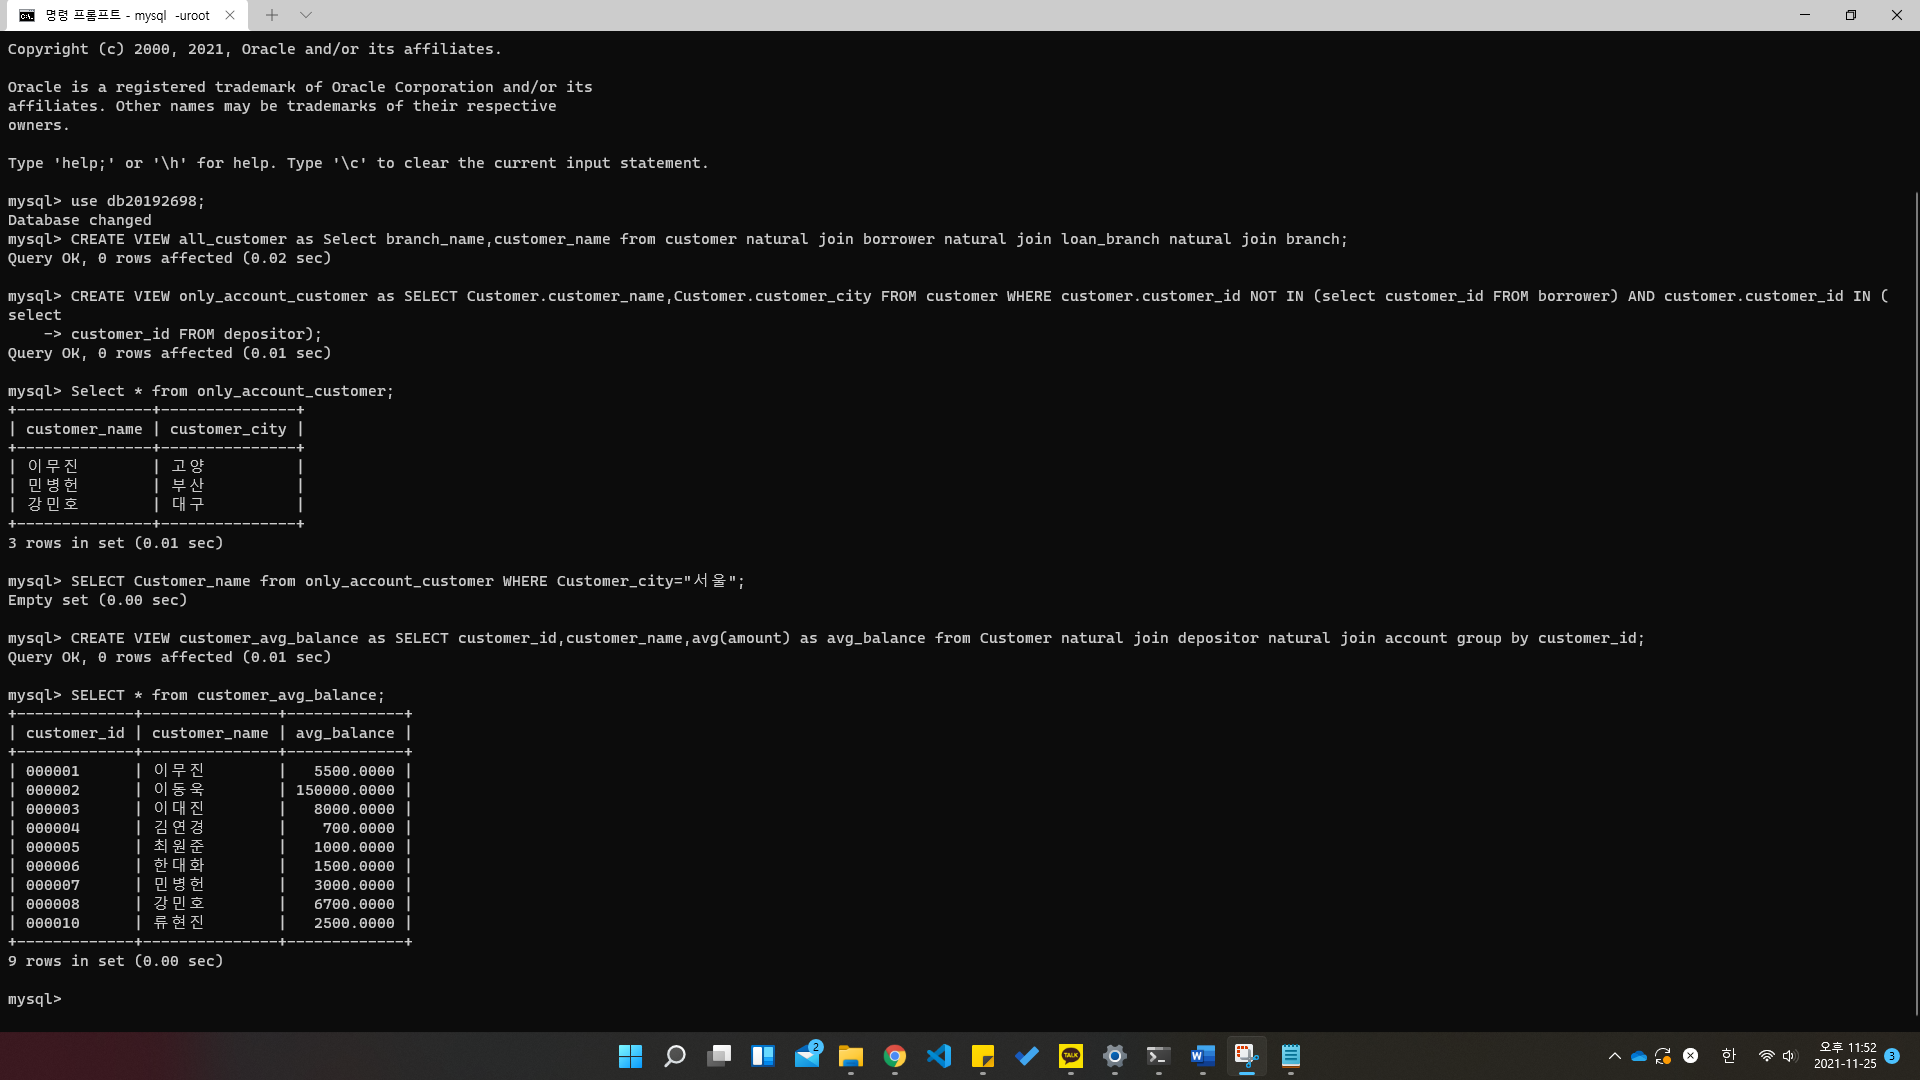 명령 프롬프트 - mysql  -uroot
Copyright (c) 2000, 2021, Oracle and/or its affiliates.
Oracle is a registered trademark of Oracle Corporation and/or its
affiliates. Other names may be trademarks of their respective
owners.
Type 'help;' or '\h' for help. Type '\c' to clear the current input statement.
mysql> use db20192698;
Database changed
mysql> CREATE VIEW all_customer as Select branch_name,customer_name from customer natural join borrower natural join loan_branch natural join branch;
Query OK, 0 rows affected (0.02 sec)
mysql> CREATE VIEW only_account_customer as SELECT Customer.customer_name,Customer.customer_city FROM customer WHERE customer.customer_id NOT IN (select customer_id FROM borrower) AND customer.customer_id IN (
select
    -> customer_id FROM depositor);
Query OK, 0 rows affected (0.01 sec)
mysql> Select * from only_account_customer;
+---------------+---------------+
| customer_name | customer_city |
+---------------+---------------+
| 이무진        | 고양          |
| 민병헌        | 부산          |
| 강민호        | 대구          |
+---------------+---------------+
3 rows in set (0.01 sec)
mysql> SELECT Customer_name from only_account_customer WHERE Customer_city="서울";
Empty set (0.00 sec)
mysql> CREATE VIEW customer_avg_balance as SELECT customer_id,customer_name,avg(amount) as avg_balance from Customer natural join depositor natural join account group by customer_id;
Query OK, 0 rows affected (0.01 sec)
mysql> SELECT * from customer_avg_balance;
+-------------+---------------+-------------+
| customer_id | customer_name | avg_balance |
+-------------+---------------+-------------+
| 000001      | 이무진        |   5500.0000 |
| 000002      | 이동욱        | 150000.0000 |
| 000003      | 이대진        |   8000.0000 |
| 000004      | 김연경        |    700.0000 |
| 000005      | 최원준        |   1000.0000 |
| 000006      | 한대화        |   1500.0000 |
| 000007      | 민병헌        |   3000.0000 |
| 000008      | 강민호        |   6700.0000 |
| 000010      | 류현진        |   2500.0000 |
+-------------+---------------+-------------+
9 rows in set (0.00 sec)
mysql>
2
TALK
한
오후 11:52
2021-11-25
3